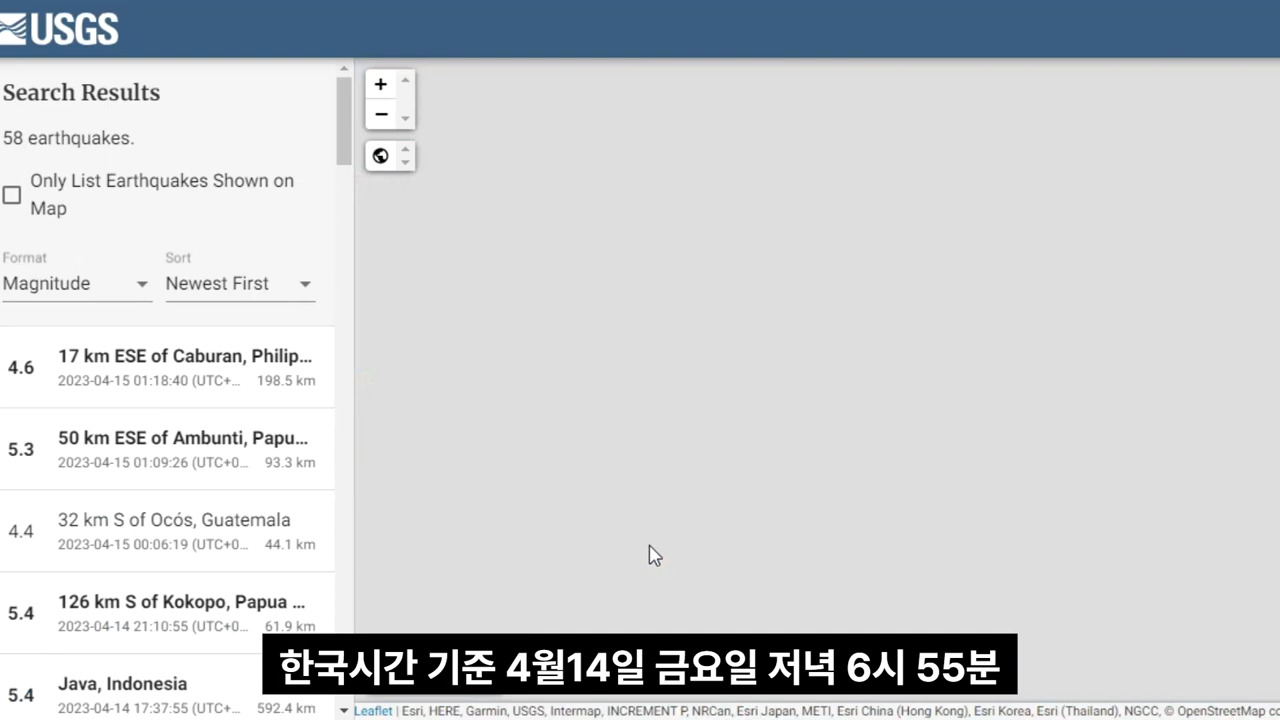 USGS
Search Results
58 earthquakes.
Only List Earthquakes Shown on
Map
Format
Sort
Magnitude
Newest First
4.6
17 km ESE of Caburan, Philip...
2023-04-15 01:18:40 (UTC+... 198.5 km
5.3
50 km ESE of Ambunti, Papu...
2023-04-15 01:09:26 (UTC+0... 93.3 km
4.4
32 km S of Ocós, Guatemala
2023-04-15 00:06:19 (UTC+0... 44.1 km
5.4
126 km S of Kokopo, Papua ...
2023-04-14 21:10:55 (UTC+0... 61.9 km
5.4
Java, Indonesia
2023-04-14 17:37:55 (UTC+... 592.4 km
+
−
한국시간 기준 4월14일 금요일 저녁 6시 55분
Leaflet | Esri, HERE, Garmin, USGS, Intermap, INCREMENT P, NRCan, Esri Japan, METI, Esri China (Hong Kong), Esri Korea, Esri (Thailand), NGCC, © OpenStreetMap co